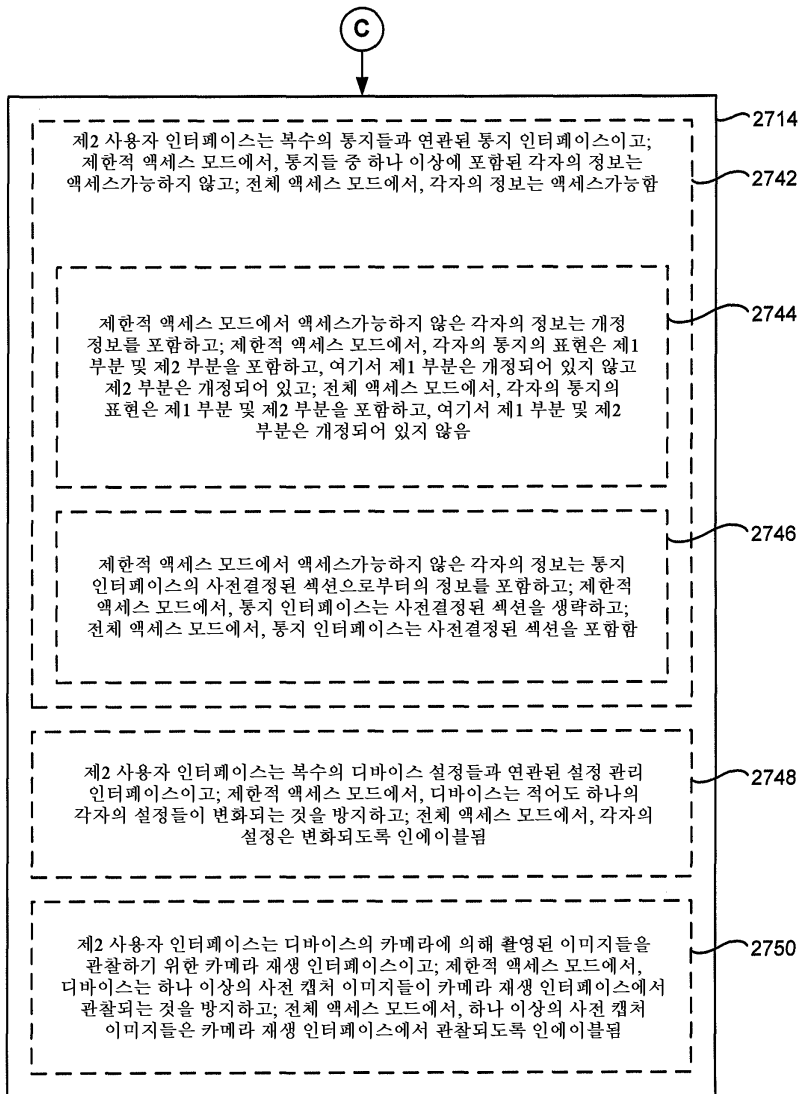 C
2714
제2 사용자 인터페이스는 복수의 통지들과 연관된 통지 인터페이스이고;
제한적 액세스 모드에서, 통지들 중 하나 이상에 포함된 각자의 정보는
액세스가능하지 않고; 전체 액세스 모드에서, 각자의 정보는 액세스가능함
2742
제한적 액세스 모드에서 액세스가능하지 않은 각자의 정보는 개정
정보를 포함하고; 제한적 액세스 모드에서, 각자의 통지의 표현은 제1
부분 및 제2 부분을 포함하고, 여기서 제1 부분은 개정되어 있지 않고
제2 부분은 개정되어 있고; 전체 액세스 모드에서, 각자의 통지의
표현은 제1 부분 및 제2 부분을 포함하고, 여기서 제1 부분 및 제2
부분은 개정되어 있지 않음
2744
제한적 액세스 모드에서 액세스가능하지 않은 각자의 정보는 통지
인터페이스의 사전결정된 섹션으로부터의 정보를 포함하고; 제한적
액세스 모드에서, 통지 인터페이스는 사전결정된 섹션을 생략하고;
전체 액세스 모드에서, 통지 인터페이스는 사전결정된 섹션을 포함함
2746
제2 사용자 인터페이스는 복수의 디바이스 설정들과 연관된 설정 관리
인터페이스이고; 제한적 액세스 모드에서, 디바이스는 적어도 하나의
각자의 설정들이 변화되는 것을 방지하고; 전체 액세스 모드에서, 각자의
설정은 변화되도록 인에이블됨
2748
제2 사용자 인터페이스는 디바이스의 카메라에 의해 촬영된 이미지들을
관찰하기 위한 카메라 재생 인터페이스이고; 제한적 액세스 모드에서,
디바이스는 하나 이상의 사전 캡처 이미지들이 카메라 재생 인터페이스에서
관찰되는 것을 방지하고; 전체 액세스 모드에서, 하나 이상의 사전 캡처
이미지들은 카메라 재생 인터페이스에서 관찰되도록 인에이블됨
2750